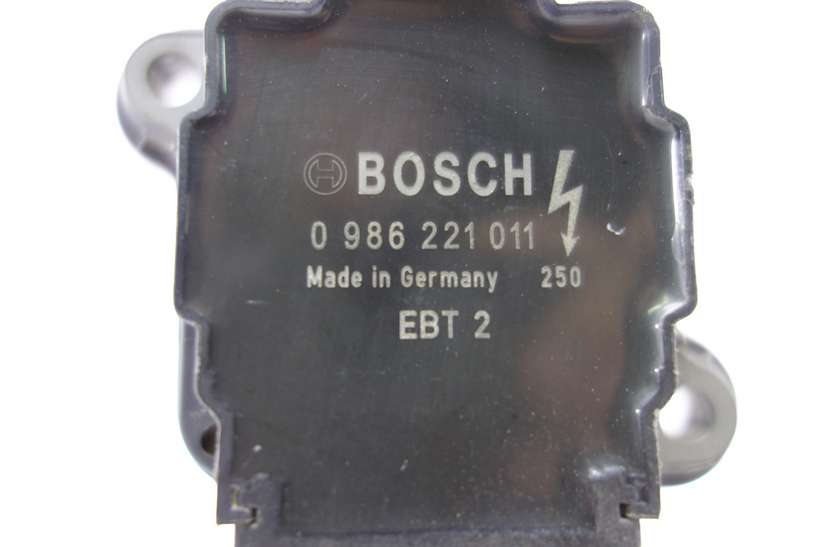 BOSCH
0 986 221 011
Made in Germany 250
EBT 2